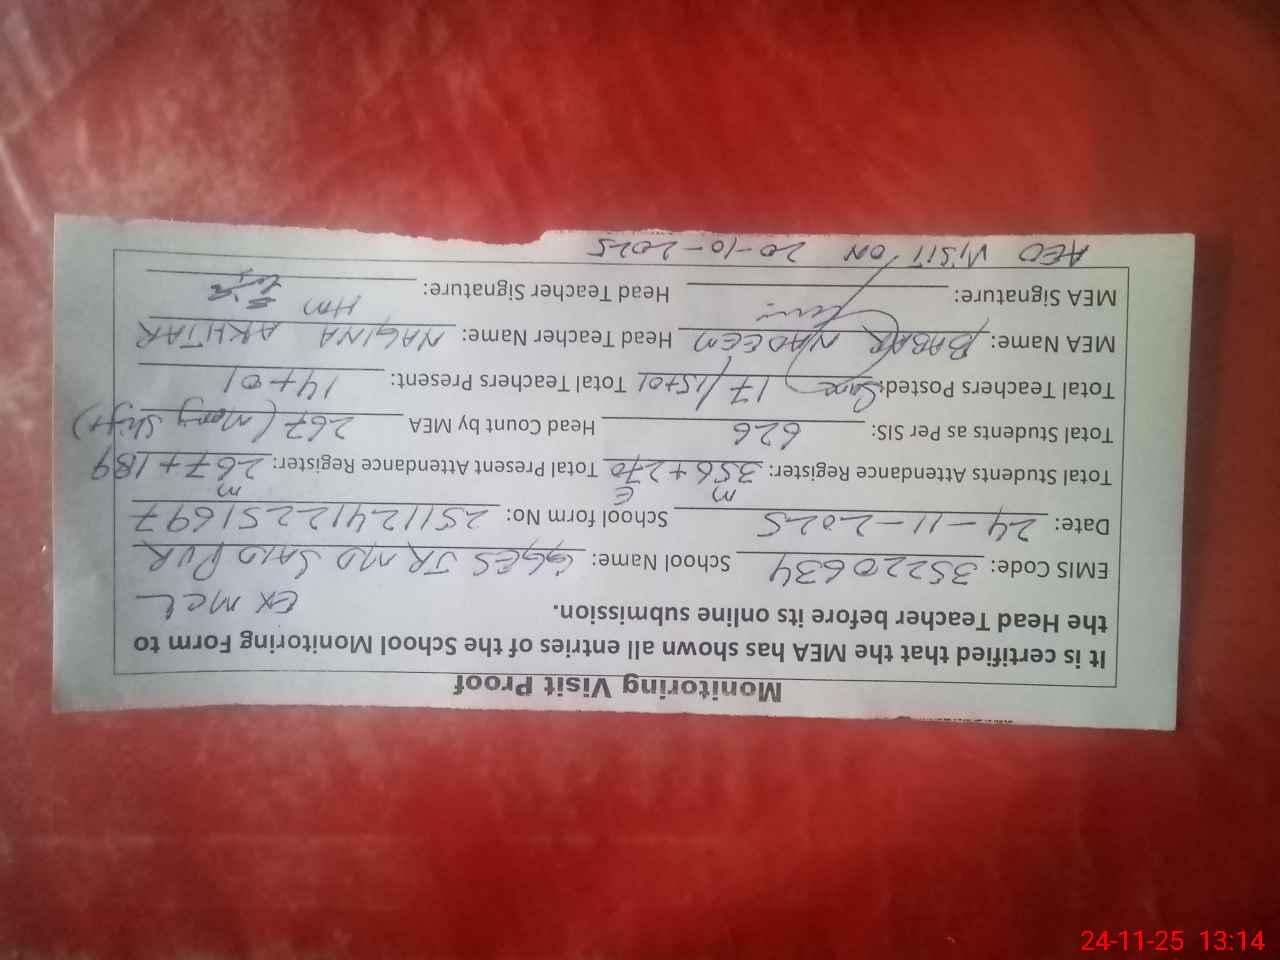 Monitoring Visit Proof
It is certified that the MEA has shown all entries of the School Monitoring Form to
the Head Teacher before its online submission.
EX MCL
EMIS Code: 35220634 School Name: GGES JR MD SAID PUR
Date: 24-11-2025 School form No: 251124122251697
M E M
Total Students Attendance Register: 356+270 Total Present Attendance Register: 267+189
Total Students as Per SIS: 626 Head Count by MEA 267 (Morng Shift)
Total Teachers Posted: Same 17/15+01 Total Teachers Present: 14+01
MEA Name: BABAR NADEEM Head Teacher Name: NAGINA AKHTAR
HM
MEA Signature: Head Teacher Signature:
AEO VISIT ON 20-10-2025
24-11-25 13:14